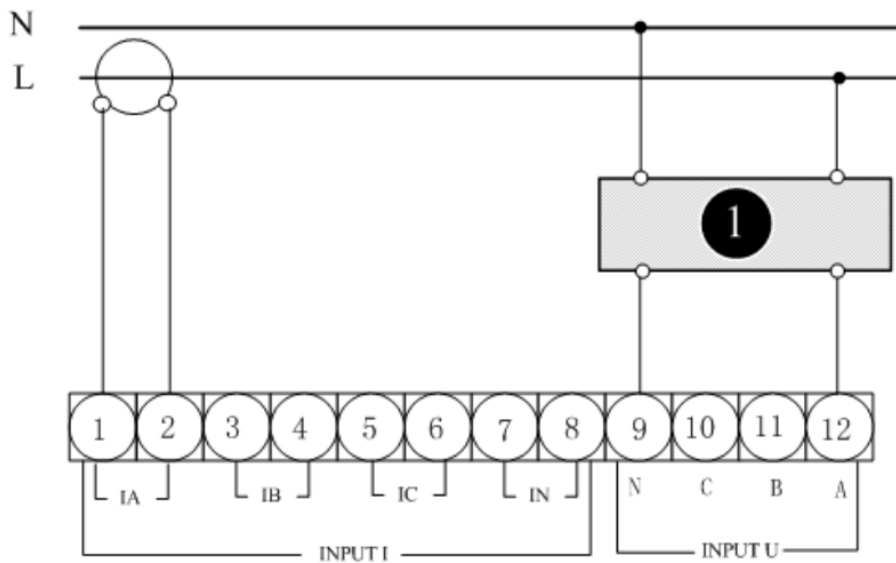 N
L
1
1 2 3 4 5 6 7 8 9 10 11 12
IA IB IC IN N C B A
INPUT I INPUT U